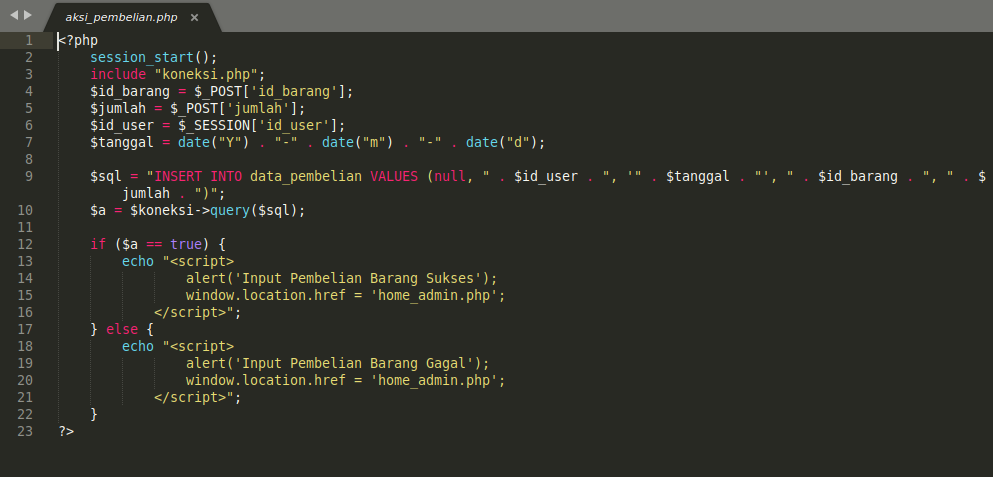 aksi_pembelian.php ×
1 <?php
2     session_start();
3     include "koneksi.php";
4     $id_barang = $_POST['id_barang'];
5     $jumlah = $_POST['jumlah'];
6     $id_user = $_SESSION['id_user'];
7     $tanggal = date("Y") . "-" . date("m") . "-" . date("d");
8
9     $sql = "INSERT INTO data_pembelian VALUES (null, " . $id_user . ", '" . $tanggal . "', " . $id_barang . ", " . $
        jumlah . ")";
10     $a = $koneksi->query($sql);
11
12     if ($a == true) {
13         echo "<script>
14                 alert('Input Pembelian Barang Sukses');
15                 window.location.href = 'home_admin.php';
16             </script>";
17     } else {
18         echo "<script>
19                 alert('Input Pembelian Barang Gagal');
20                 window.location.href = 'home_admin.php';
21             </script>";
22     }
23 ?>